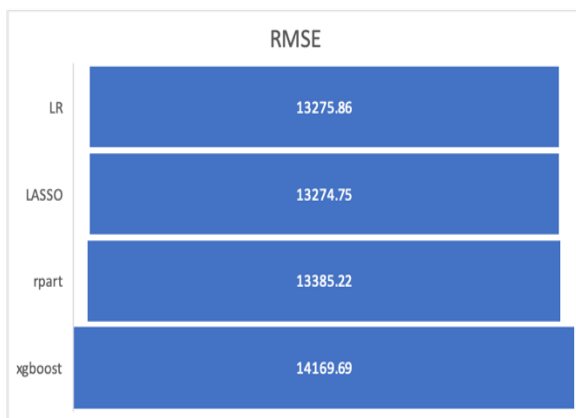 RMSE
LR
13275.86
LASSO
13274.75
rpart
13385.22
xgboost
14169.69